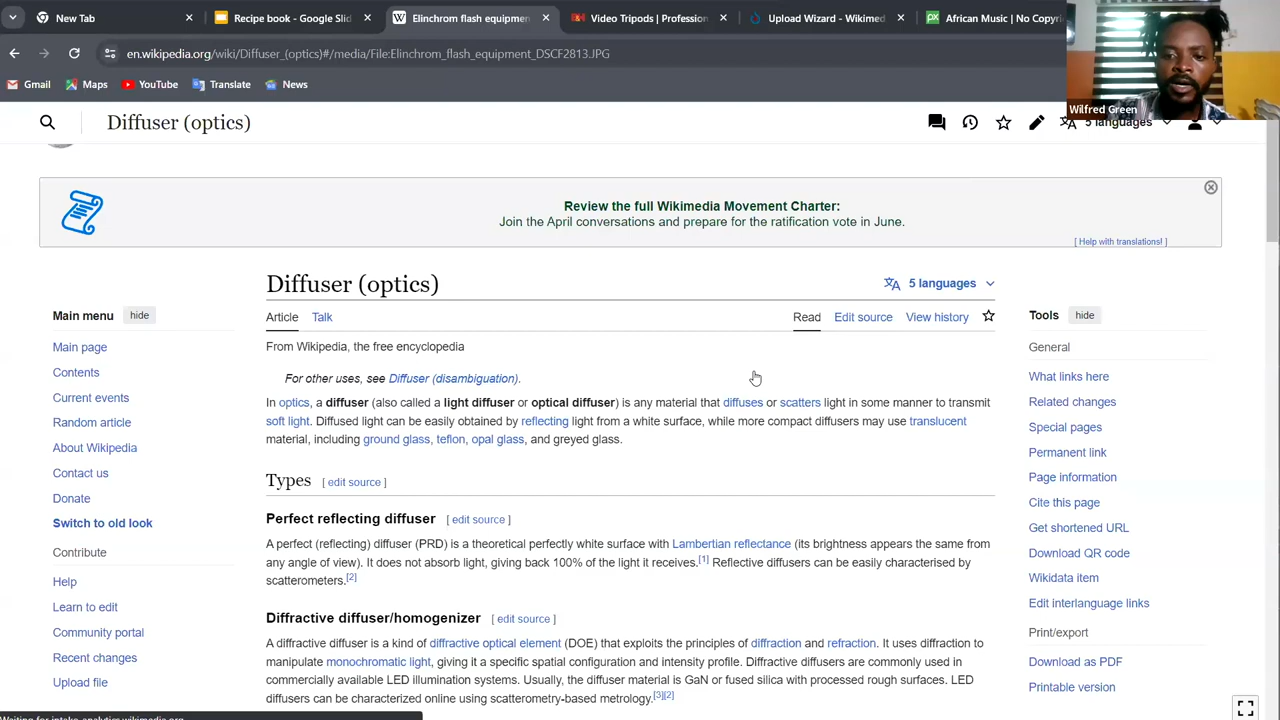 New Tab
Recipes - Google Slid
African Music | No Copyri
en.wikipedia.org/wiki/Diffuser_(optics)#/media/File:
flash_equipment_DSCF2813.JPG
Gmail
Maps
YouTube
Translate
News
Wilfred Green
Diffuser (optics)
5 languages
Review the full Wikimedia Movement Charter:
Join the April conversations and prepare for the ratification vote in June.
[ Help with translations! ]
Diffuser (optics)
5 languages
Main menu hide
Article Talk
Read Edit source View history
Tools hide
Main page
From Wikipedia, the free encyclopedia
General
Contents
For other uses, see Diffuser (disambiguation).
What links here
Current events
In optics, a diffuser (also called a light diffuser or optical diffuser) is any material that diffuses or scatters light in some manner to transmit
Related changes
Random article
soft light. Diffused light can be easily obtained by reflecting light from a white surface, while more compact diffusers may use translucent
Special pages
About Wikipedia
material, including ground glass, teflon, opal glass, and greyed glass.
Permanent link
Contact us
Types [ edit source ]
Page information
Donate
Cite this page
Switch to old look
Perfect reflecting diffuser [ edit source ]
Get shortened URL
Contribute
A perfect (reflecting) diffuser (PRD) is a theoretical perfectly white surface with Lambertian reflectance (its brightness appears the same from
Download QR code
any angle of view). It does not absorb light, giving back 100% of the light it receives.[1] Reflective diffusers can be easily characterised by
Help
scatterometers.[2]
Wikidata item
Learn to edit
Edit interlanguage links
Community portal
Diffractive diffuser/homogenizer [ edit source ]
Print/export
Recent changes
A diffractive diffuser is a kind of diffractive optical element (DOE) that exploits the principles of diffraction and refraction. It uses diffraction to
Download as PDF
Upload file
manipulate monochromatic light, giving it a specific spatial configuration and intensity profile. Diffractive diffusers are commonly used in
Printable version
commercially available LED illumination systems. Usually, the diffuser material is GaN or fused silica with processed rough surfaces. LED
diffusers can be
online using scatterometry-based metrology.[3][2]